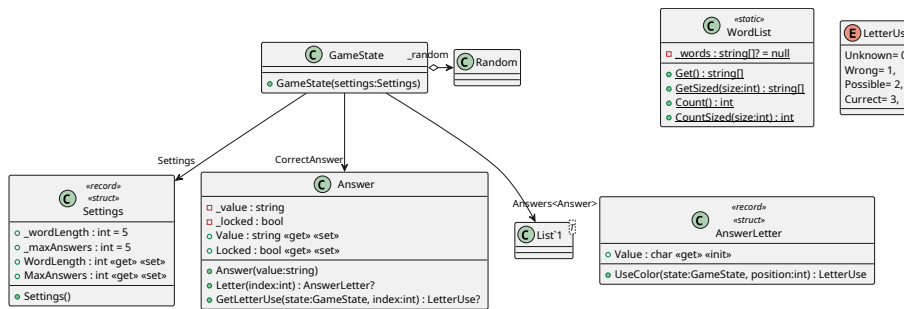 «static»
C WordList
_words : string[]? = null
Get() : string[]
GetSized(size:int) : string[]
Count() : int
CountSized(size:int) : int
E LetterUs
Unknown= 0
Wrong= 1,
Possible= 2,
Currect= 3,
C GameState
GameState(settings:Settings)
_random
C Random
Settings
CorrectAnswer
Answers<Answer>
«record»
«struct»
C Settings
_wordLength : int = 5
_maxAnswers : int = 5
WordLength : int «get» «set»
MaxAnswers : int «get» «set»
Settings()
C Answer
_value : string
_locked : bool
Value : string «get» «set»
Locked : bool «get» «set»
Answer(value:string)
Letter(index:int) : AnswerLetter?
GetLetterUse(state:GameState, index:int) : LetterUse?
C List`1
T
«record»
«struct»
C AnswerLetter
Value : char «get» «init»
UseColor(state:GameState, position:int) : LetterUse